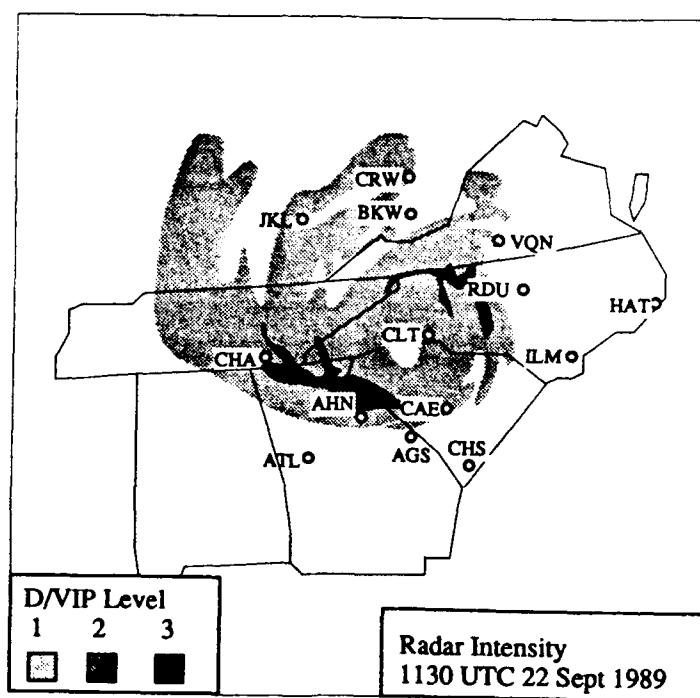 CRW
JKL
BKW
VQN
RDU
HAT
CLT
CHA
ILM
AHN
CAE
ATL
AGS
CHS
D/VIP Level
1 2 3
Radar Intensity
1130 UTC 22 Sept 1989